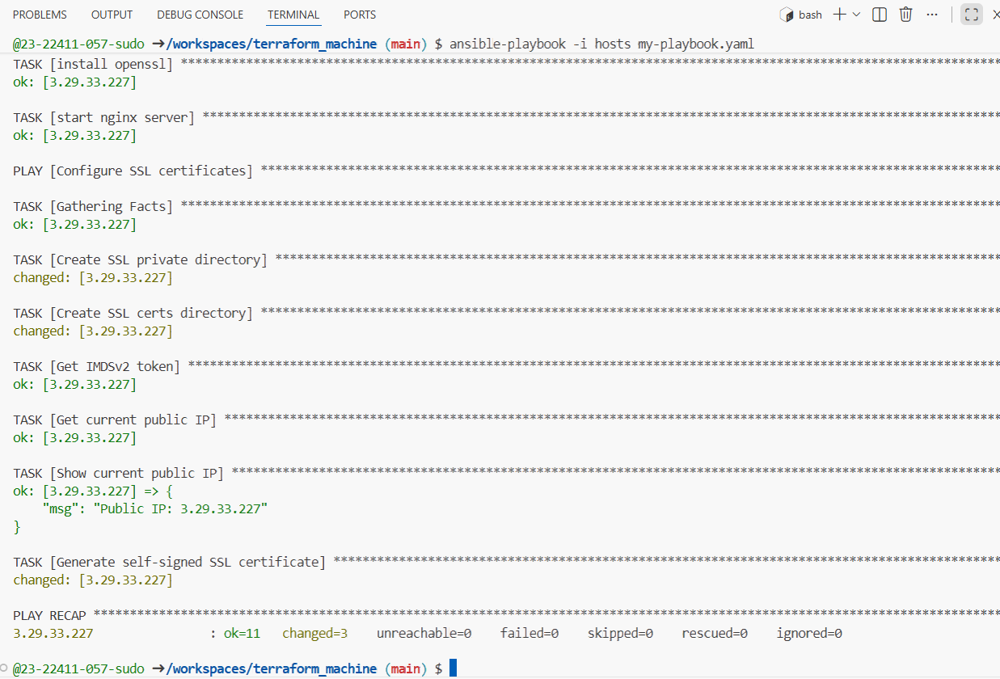 PROBLEMS OUTPUT DEBUG CONSOLE TERMINAL PORTS bash
@23-22411-057-sudo ➜/workspaces/terraform_machine (main) $ ansible-playbook -i hosts my-playbook.yaml
TASK [install openssl] ****************************************************************************************************************
ok: [3.29.33.227]
TASK [start nginx server] *************************************************************************************************************
ok: [3.29.33.227]
PLAY [Configure SSL certificates] *****************************************************************************************************
TASK [Gathering Facts] ****************************************************************************************************************
ok: [3.29.33.227]
TASK [Create SSL private directory] ***************************************************************************************************
changed: [3.29.33.227]
TASK [Create SSL certs directory] *****************************************************************************************************
changed: [3.29.33.227]
TASK [Get IMDSv2 token] ***************************************************************************************************************
ok: [3.29.33.227]
TASK [Get current public IP] **********************************************************************************************************
ok: [3.29.33.227]
TASK [Show current public IP] *********************************************************************************************************
ok: [3.29.33.227] => {
    "msg": "Public IP: 3.29.33.227"
}
TASK [Generate self-signed SSL certificate] *******************************************************************************************
changed: [3.29.33.227]
PLAY RECAP ****************************************************************************************************************************
3.29.33.227                : ok=11   changed=3    unreachable=0    failed=0    skipped=0    rescued=0    ignored=0
@23-22411-057-sudo ➜/workspaces/terraform_machine (main) $